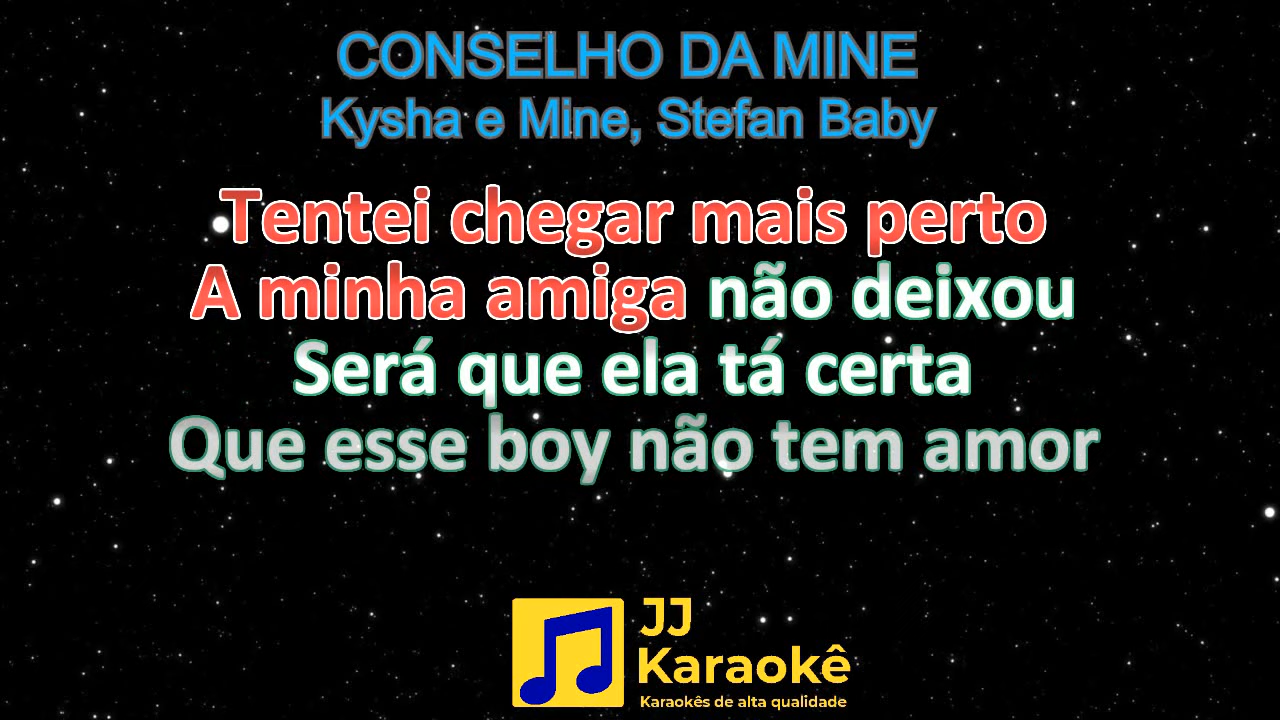 CONSELHO DA MINE
Kysha e Mine, Stefan Baby
Tentei chegar mais perto
A minha amiga não deixou
Será que ela tá certa
Que esse boy não tem amor
JJ
Karaokê
Karaokês de alta qualidade